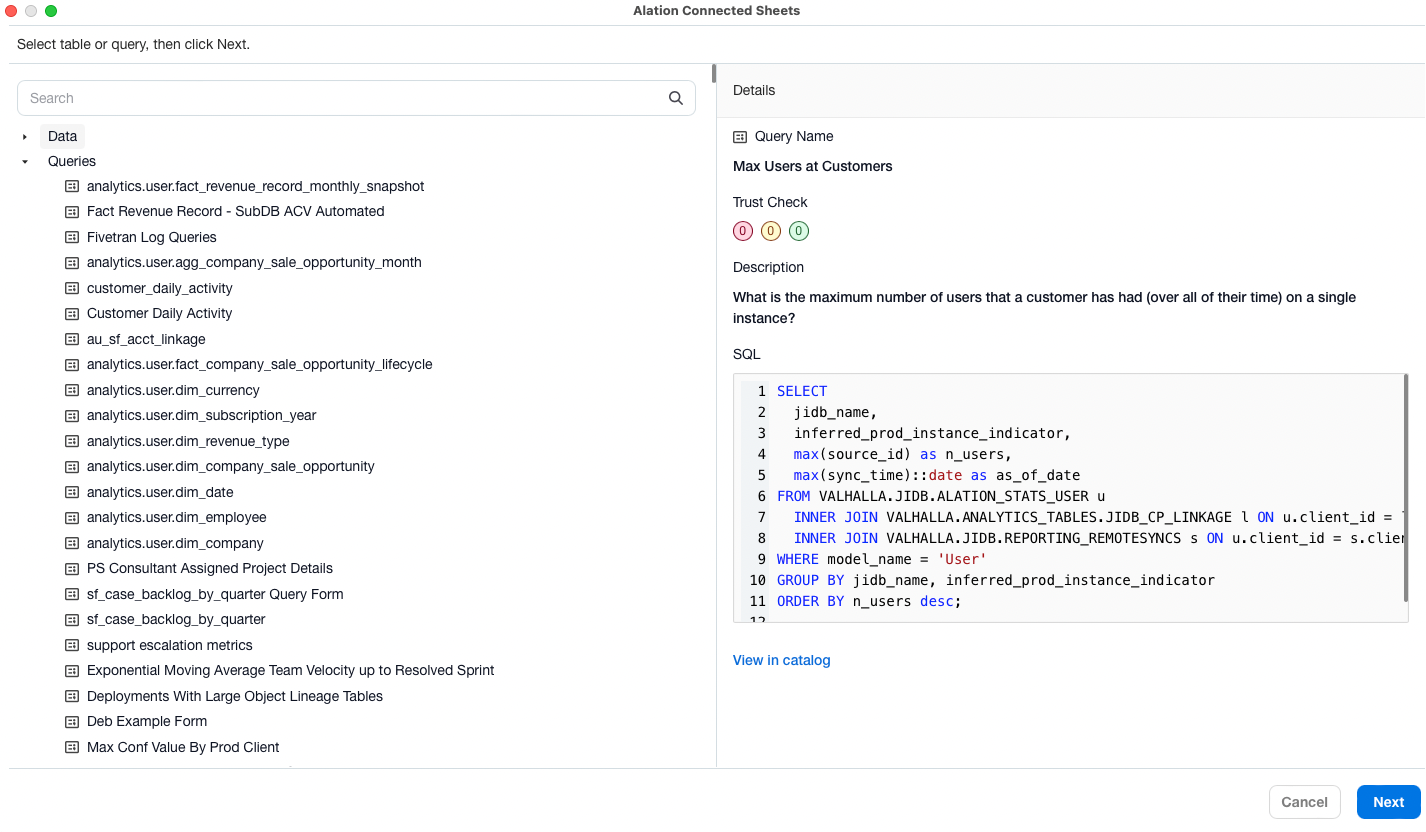 Alation Connected Sheets
Select table or query, then click Next.
Search
Data
Queries
analytics.user.fact_revenue_record_monthly_snapshot
Fact Revenue Record - SubDB ACV Automated
Fivetran Log Queries
analytics.user.agg_company_sale_opportunity_month
customer_daily_activity
Customer Daily Activity
au_sf_acct_linkage
analytics.user.fact_company_sale_opportunity_lifecycle
analytics.user.dim_currency
analytics.user.dim_subscription_year
analytics.user.dim_revenue_type
analytics.user.dim_company_sale_opportunity
analytics.user.dim_date
analytics.user.dim_employee
analytics.user.dim_company
PS Consultant Assigned Project Details
sf_case_backlog_by_quarter Query Form
sf_case_backlog_by_quarter
support escalation metrics
Exponential Moving Average Team Velocity up to Resolved Sprint
Deployments With Large Object Lineage Tables
Deb Example Form
Max Conf Value By Prod Client
Details
Query Name
Max Users at Customers
Trust Check
0 0 0
Description
What is the maximum number of users that a customer has had (over all of their time) on a single
instance?
SQL
1 SELECT
2 jidb_name,
3 inferred_prod_instance_indicator,
4 max(source_id) as n_users,
5 max(sync_time)::date as as_of_date
6 FROM VALHALLA.JIDB.ALATION_STATS_USER u
7 INNER JOIN VALHALLA.ANALYTICS_TABLES.JIDB_CP_LINKAGE l ON u.client_id =
8 INNER JOIN VALHALLA.JIDB.REPORTING_REMOTESYNCS s ON u.client_id = s.clier
9 WHERE model_name = 'User'
10 GROUP BY jidb_name, inferred_prod_instance_indicator
11 ORDER BY n_users desc;
12
View in catalog
Cancel
Next